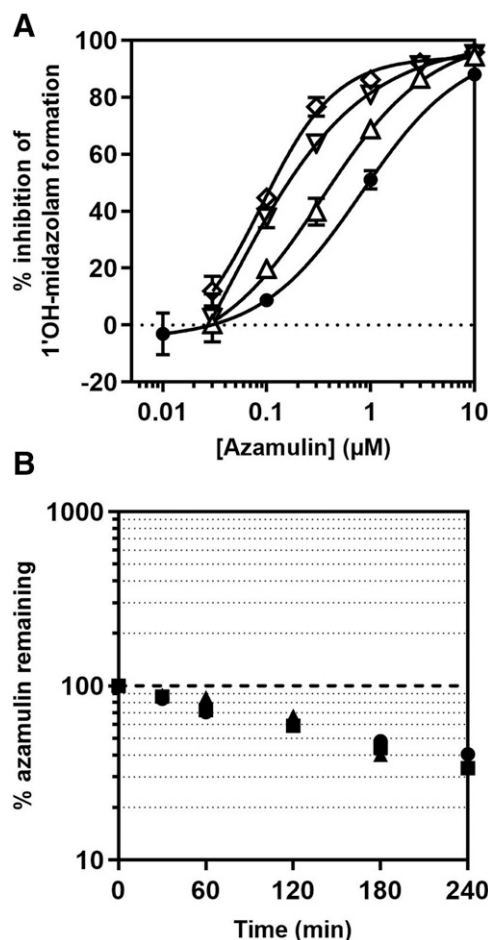 A
% inhibition of
1'OH-midazolam formation
100
80
60
40
20
0
-20
0.01 0.1 1 10
[Azamulin] (µM)
B
% azamulin remaining
1000
100
10
0 60 120 180 240
Time (min)